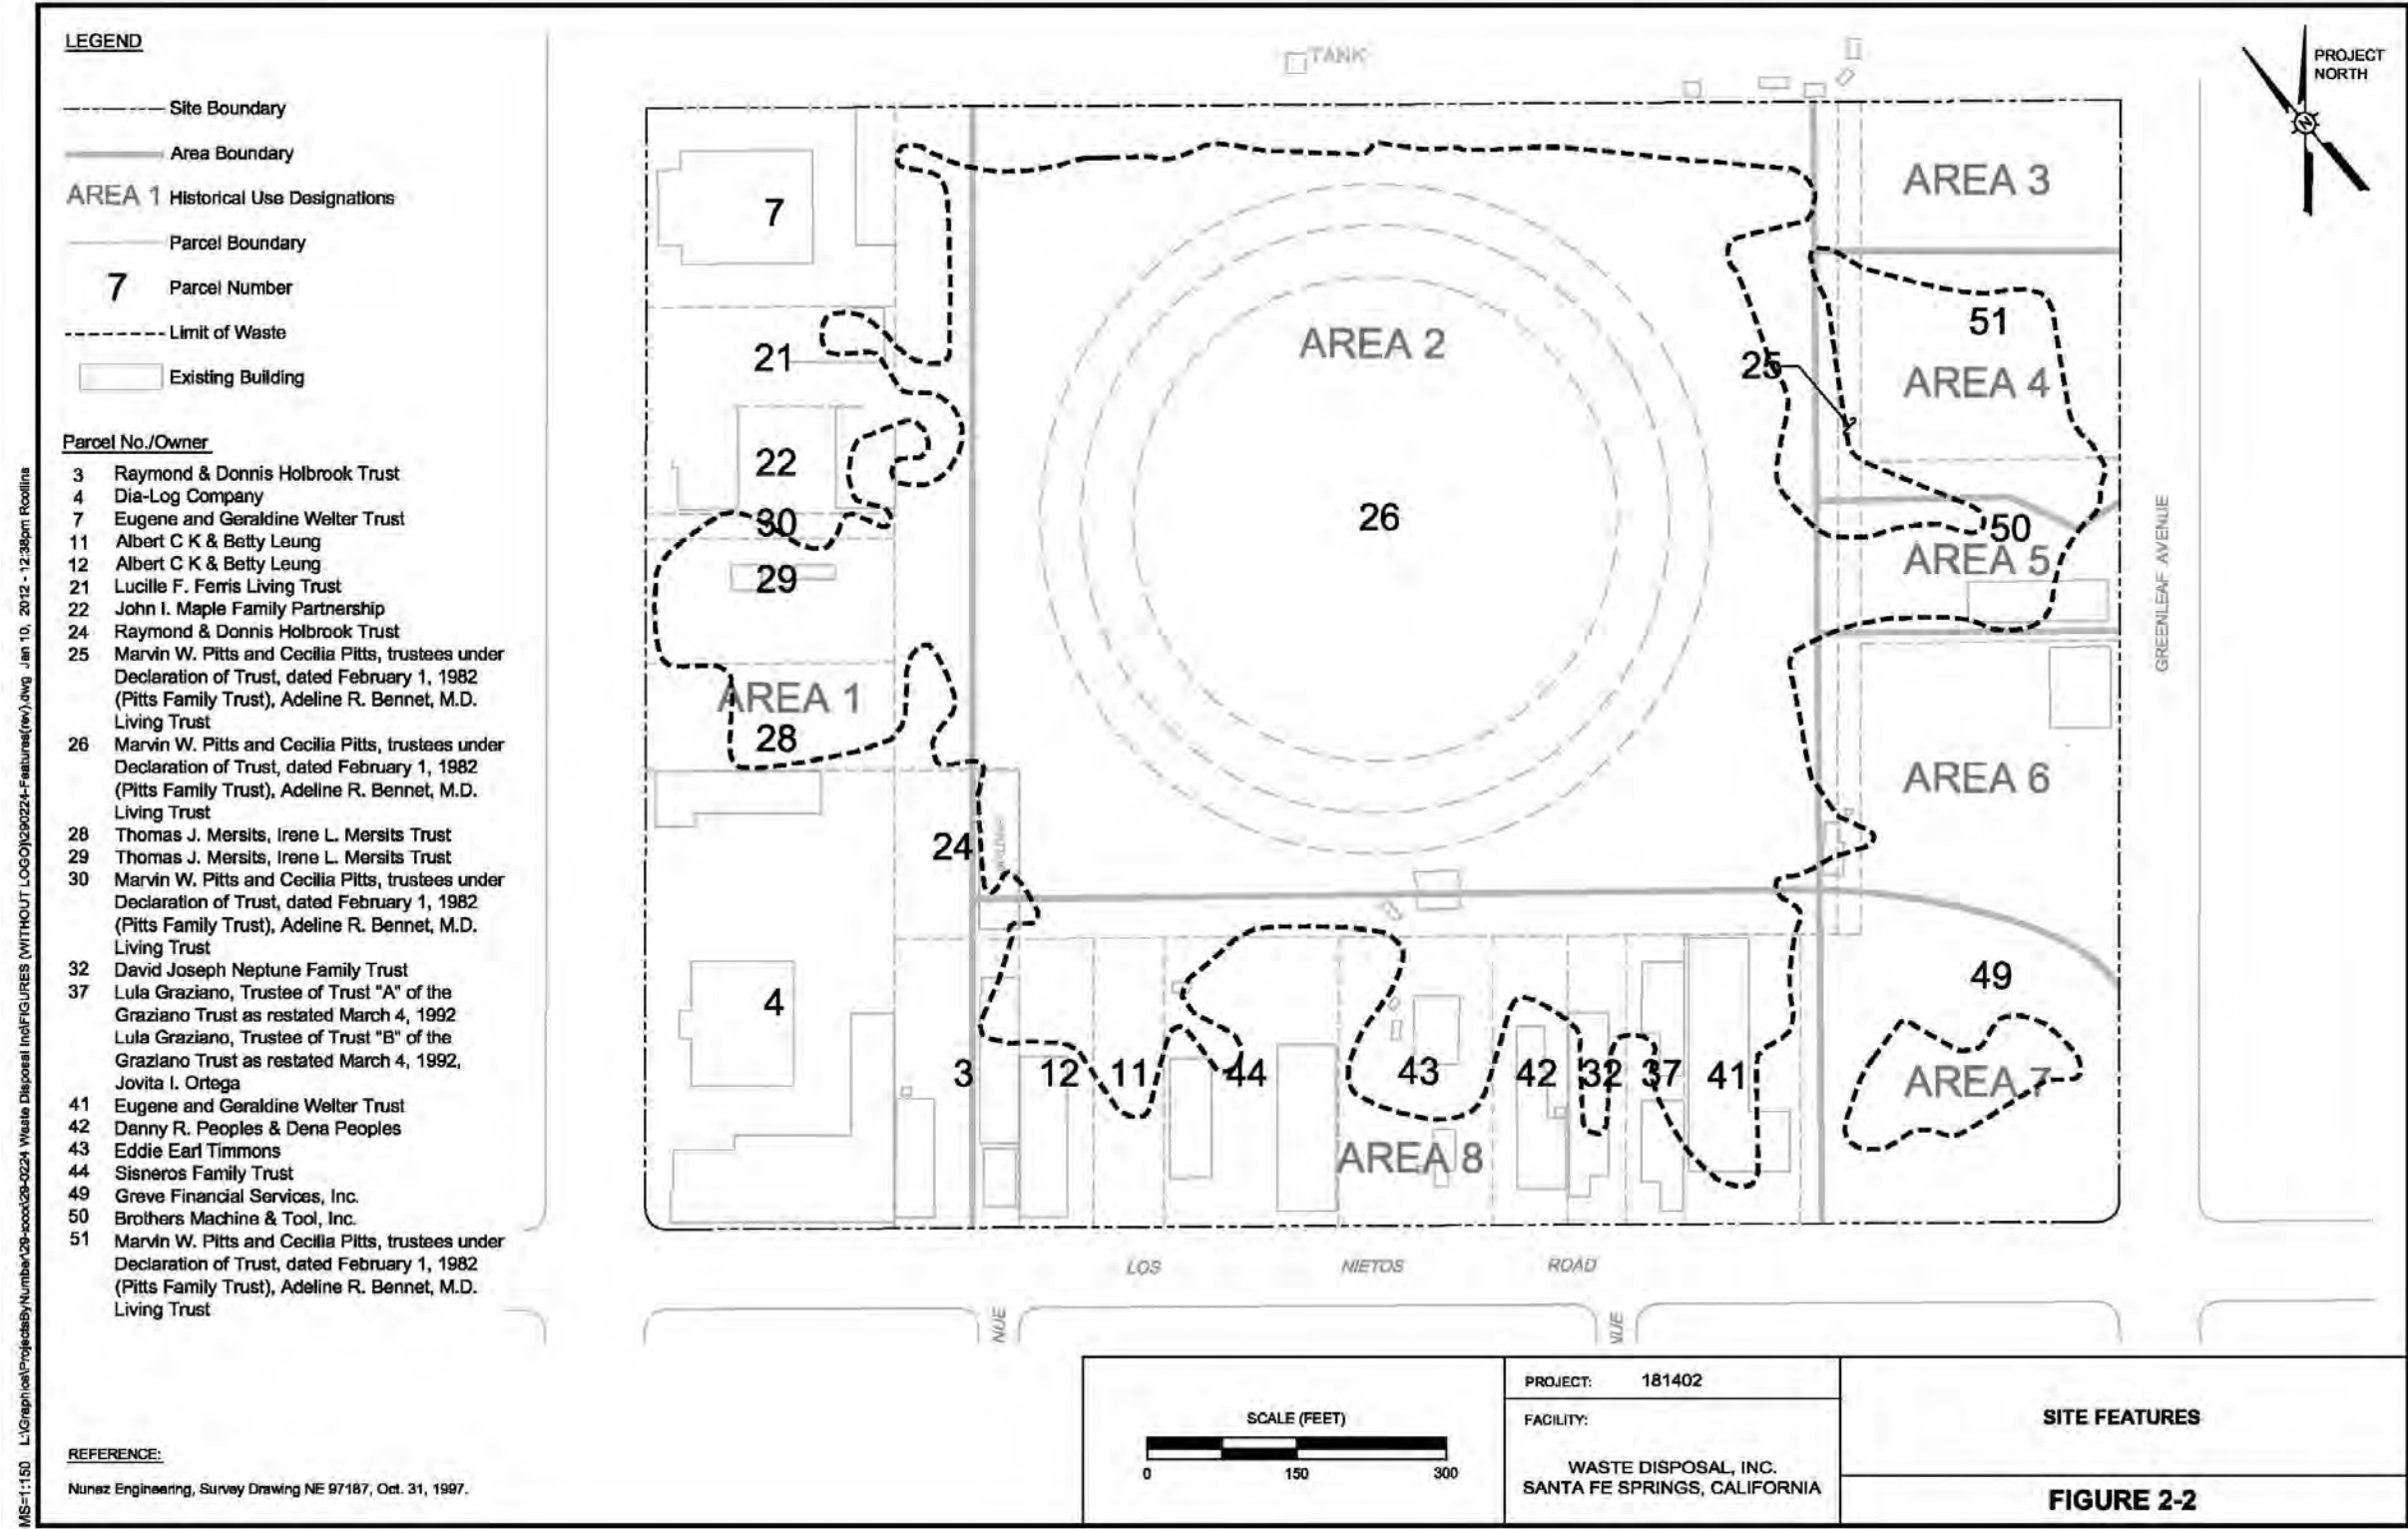 LEGEND
Site Boundary
Area Boundary
AREA 1 Historical Use Designations
Parcel Boundary
7 Parcel Number
Limit of Waste
Existing Building
Parcel No./Owner
3 Raymond & Donnis Holbrook Trust
4 Dia-Log Company
7 Eugene and Geraldine Welter Trust
11 Albert C K & Betty Leung
12 Albert C K & Betty Leung
21 Lucille F. Ferris Living Trust
22 John I. Maple Family Partnership
24 Raymond & Donnis Holbrook Trust
25 Marvin W. Pitts and Cecilia Pitts, trustees under
Declaration of Trust, dated February 1, 1982
(Pitts Family Trust), Adeline R. Bennet, M.D.
Living Trust
26 Marvin W. Pitts and Cecilia Pitts, trustees under
Declaration of Trust, dated February 1, 1982
(Pitts Family Trust), Adeline R. Bennet, M.D.
Living Trust
28 Thomas J. Mersits, Irene L. Mersits Trust
29 Thomas J. Mersits, Irene L. Mersits Trust
30 Marvin W. Pitts and Cecilia Pitts, trustees under
Declaration of Trust, dated February 1, 1982
(Pitts Family Trust), Adeline R. Bennet, M.D.
Living Trust
32 David Joseph Neptune Family Trust
37 Lula Graziano, Trustee of Trust "A" of the
Graziano Trust as restated March 4, 1992
Lula Graziano, Trustee of Trust "B" of the
Graziano Trust as restated March 4, 1992,
Jovita I. Ortega
41 Eugene and Geraldine Welter Trust
42 Danny R. Peoples & Dena Peoples
43 Eddie Earl Timmons
44 Sisneros Family Trust
49 Greve Financial Services, Inc.
50 Brothers Machine & Tool, Inc.
51 Marvin W. Pitts and Cecilia Pitts, trustees under
Declaration of Trust, dated February 1, 1982
(Pitts Family Trust), Adeline R. Bennet, M.D.
Living Trust
REFERENCE:
Nunez Engineering, Survey Drawing NE 97187, Oct. 31, 1997.
TANK
PROJECT
NORTH
AREA 3
7
51
21
AREA 2
25
AREA 4
22
26
30
50
29
AREA 5
GREENLEAF AVENUE
AREA 1
28
AREA 6
24
49
4
3
12
11
44
43
42
32
37
41
AREA 7
AREA 8
LOS NIETOS ROAD
NUE
NUE
SCALE (FEET)
0 150 300
PROJECT: 181402
FACILITY:
WASTE DISPOSAL, INC.
SANTA FE SPRINGS, CALIFORNIA
SITE FEATURES
FIGURE 2-2